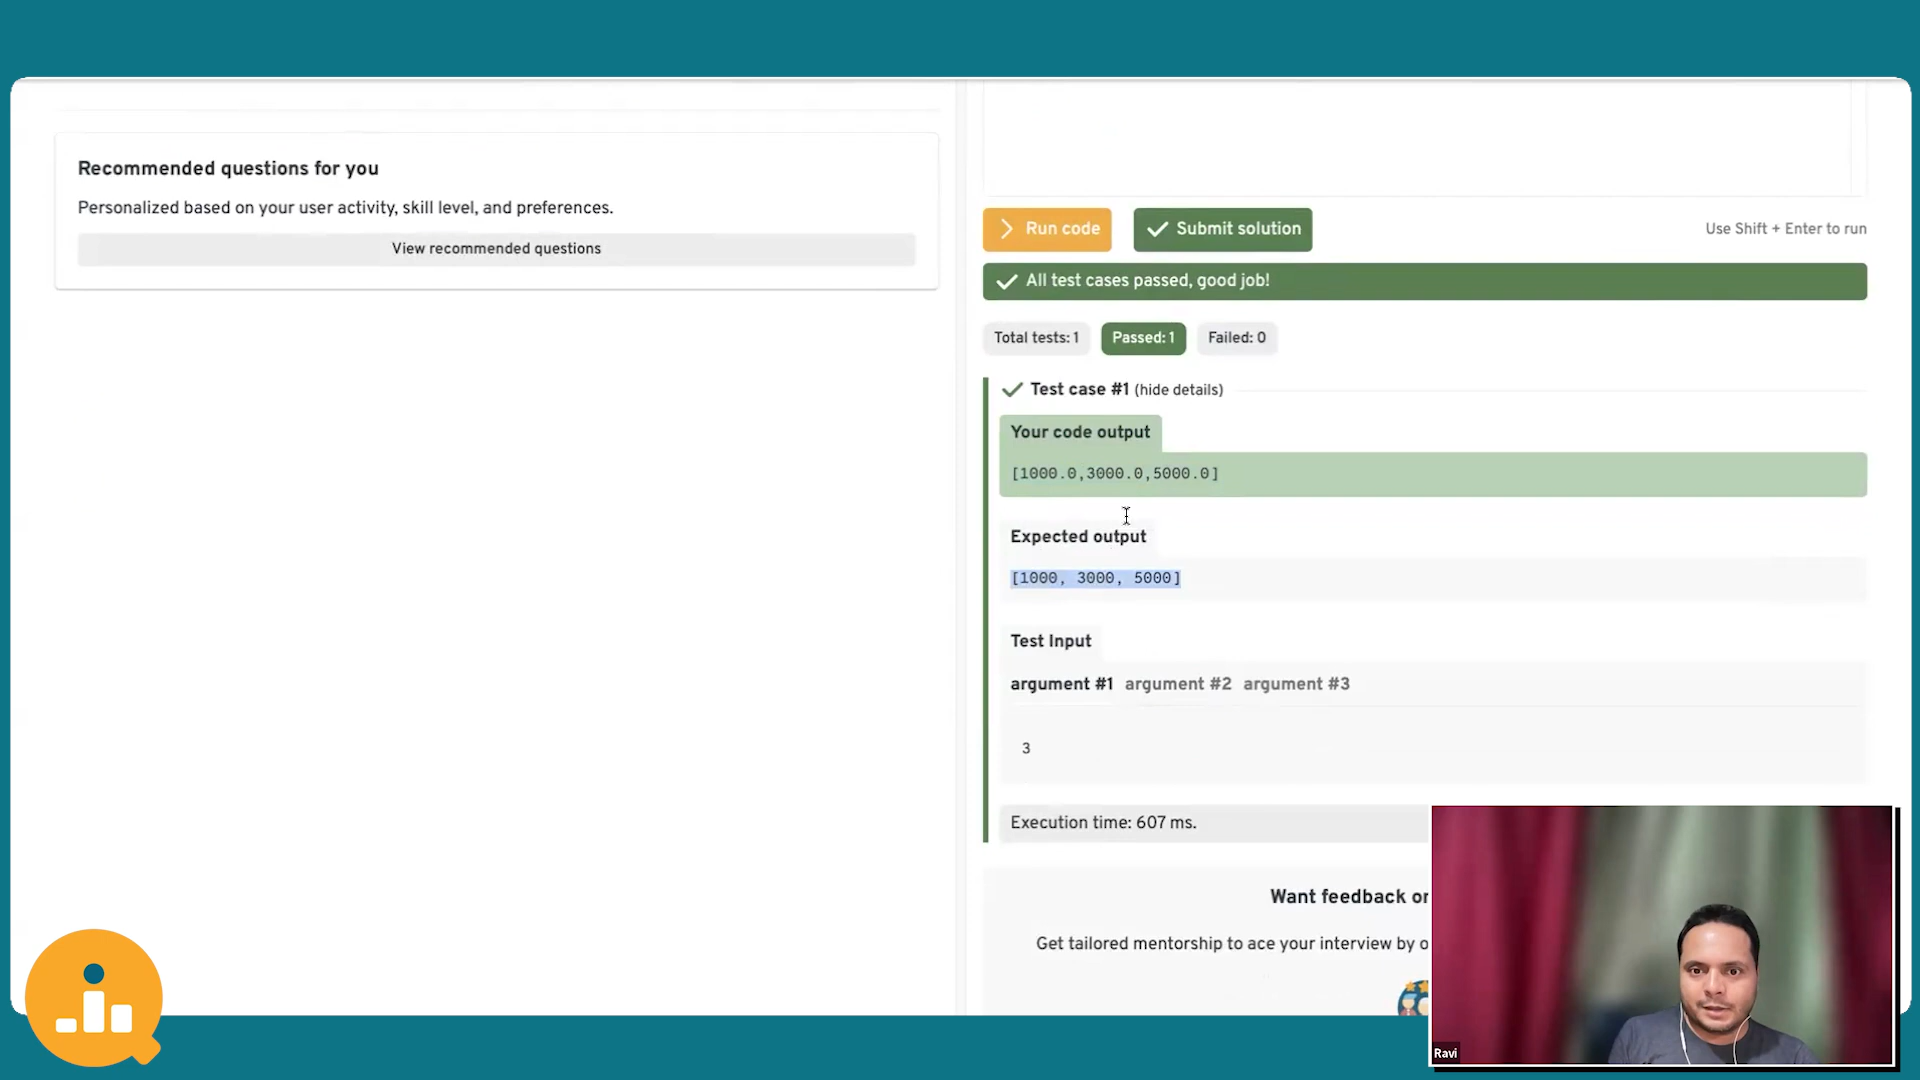 Recommended questions for you
Personalized based on your user activity, skill level, and preferences.
View recommended questions
Run code
Submit solution
Use Shift + Enter to run
All test cases passed, good job!
Total tests: 1
Passed: 1
Failed: 0
Test case #1 (hide details)
Your code output
[1000.0,3000.0,5000.0]
Expected output
[1000, 3000, 5000]
Test Input
argument #1 argument #2 argument #3
3
Execution time: 607 ms.
Want feedback or
Get tailored mentorship to ace your interview by o
Ravi